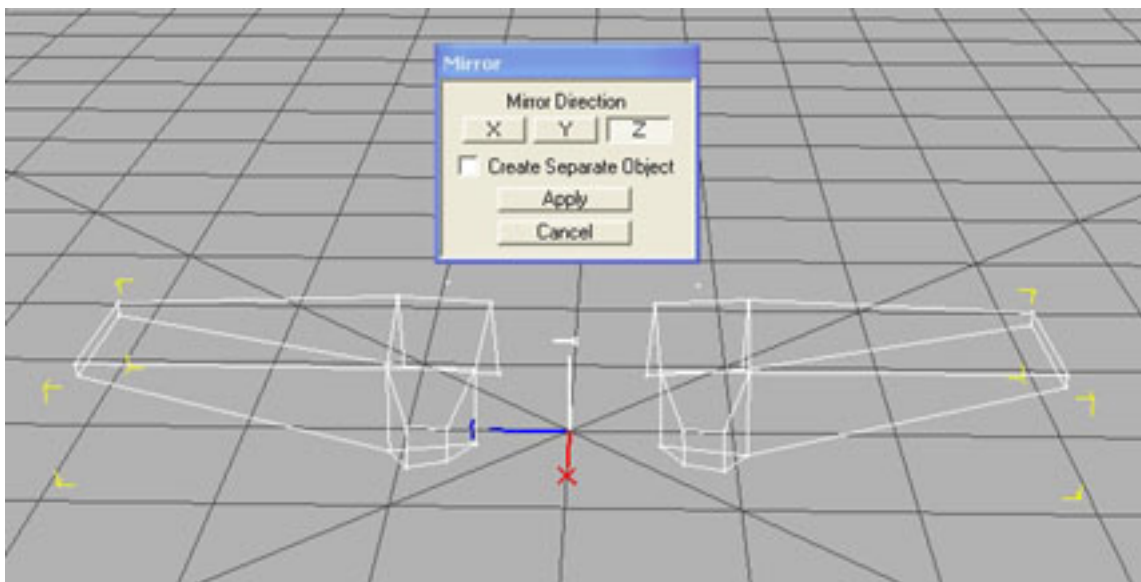 Mirror
Mirror Direction
X Y Z
Create Separate Object
Apply
Cancel
X